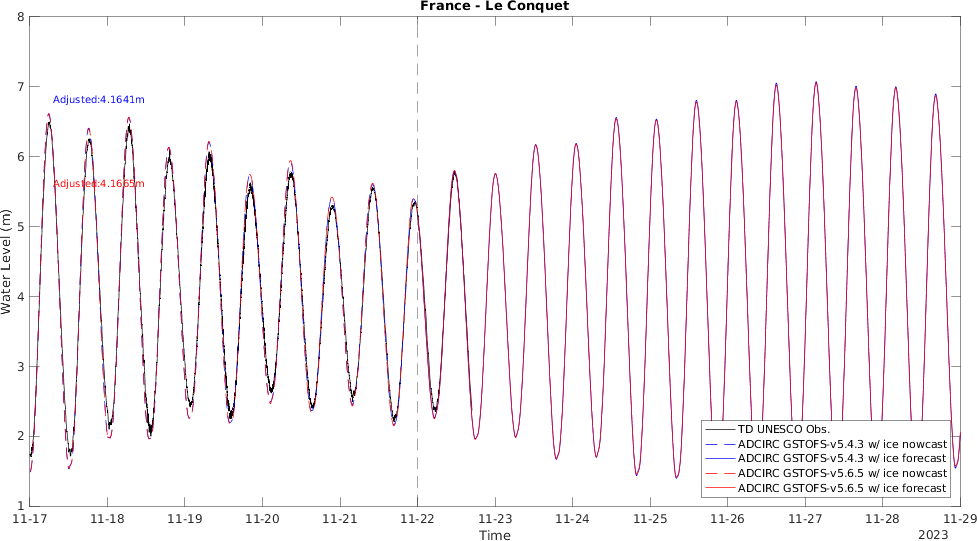 France - Le Conquet
8
7
6
5
4
3
2
1
Water Level (m)
Adjusted:4.1641m
Adjusted:4.1665m
TD UNESCO Obs.
ADCIRC GSTOFS-v5.4.3 w/ ice nowcast
ADCIRC GSTOFS-v5.4.3 w/ ice forecast
ADCIRC GSTOFS-v5.6.5 w/ ice nowcast
ADCIRC GSTOFS-v5.6.5 w/ ice forecast
11-17 11-18 11-19 11-20 11-21 11-22 11-23 11-24 11-25 11-26 11-27 11-28 11-29
Time
2023